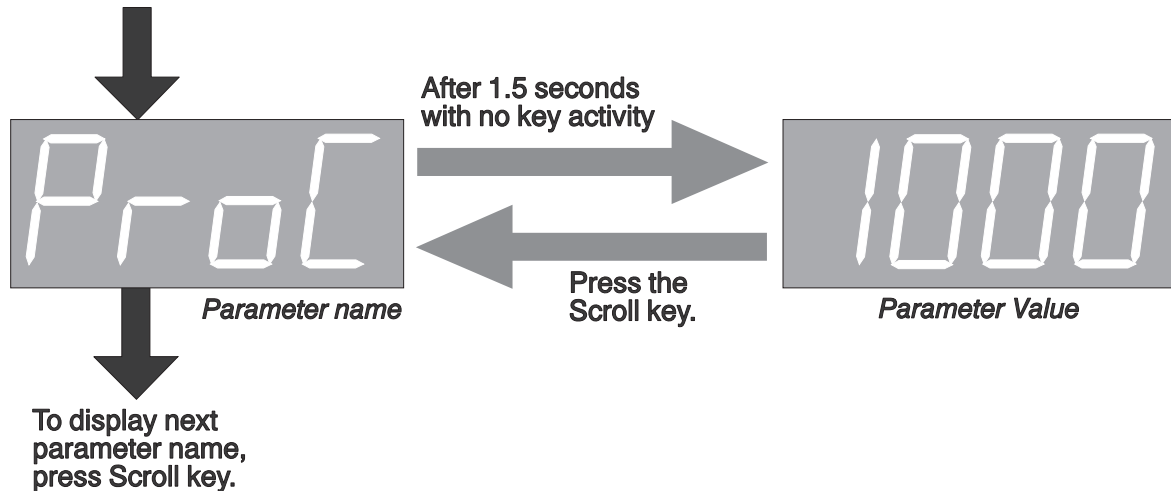 After 1.5 seconds
with no key activity
ProC
1000
Press the
Scroll key.
Parameter name
Parameter Value
To display next
parameter name,
press Scroll key.